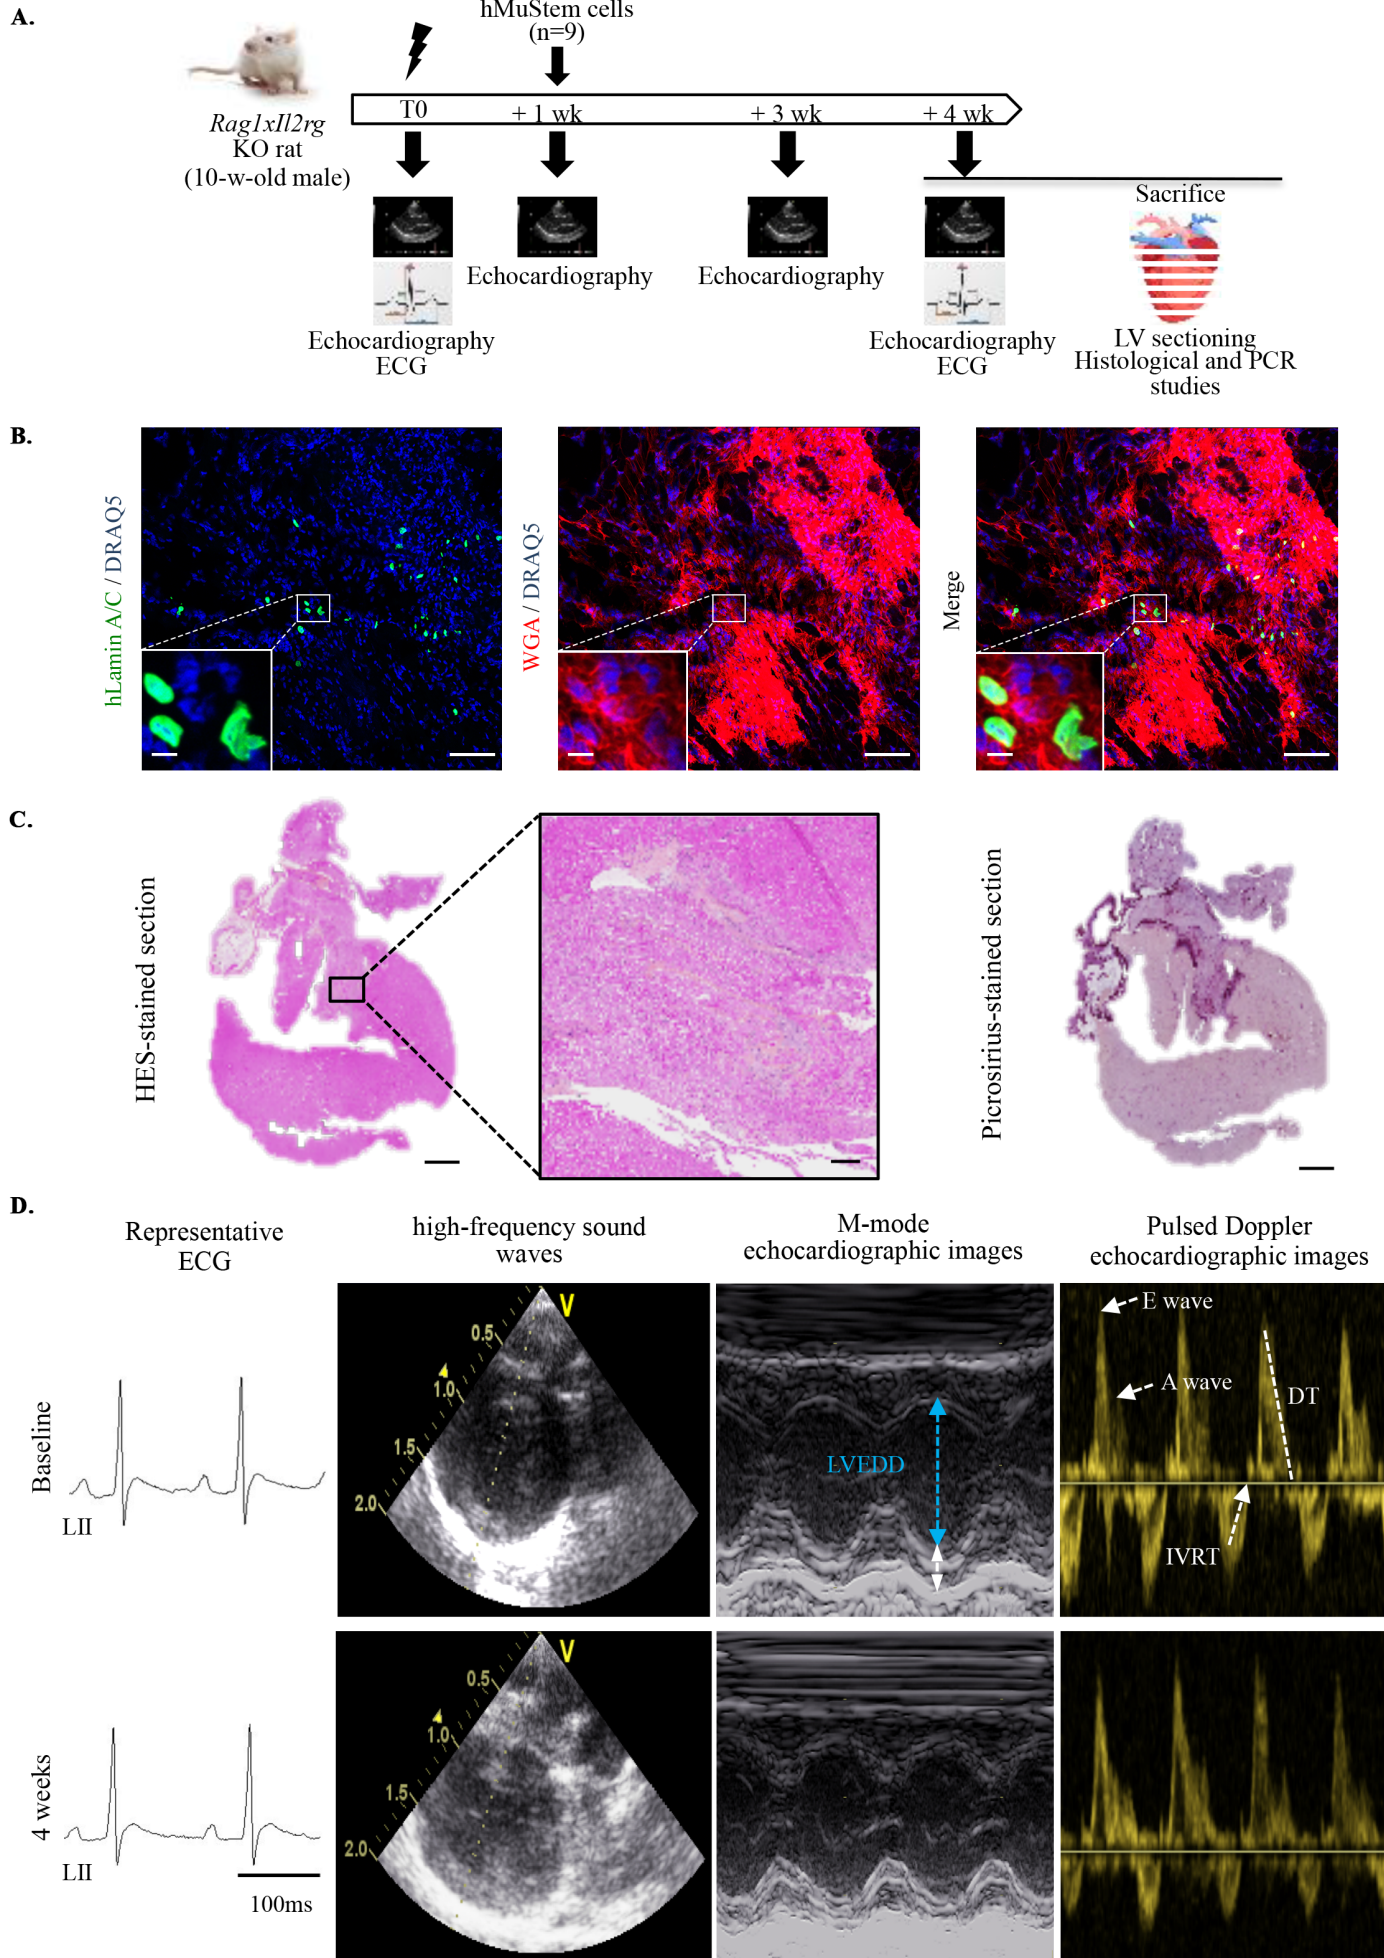 A.
hMuStem cells
(n=9)
T0
+ 1 wk
+ 3 wk
+ 4 wk
Rag1xIl2rg
KO rat
(10-w-old male)
Echocardiography
ECG
Echocardiography
Echocardiography
Echocardiography
ECG
Sacrifice
LV sectioning
Histological and PCR
studies
B.
hLamin A/C / DRAQ5
WGA / DRAQ5
Merge
C.
HES-stained section
Picrosirius-stained section
D.
Representative
ECG
high-frequency sound
waves
M-mode
echocardiographic images
Pulsed Doppler
echocardiographic images
Baseline
LII
V
0.5
1.0
1.5
2.0
LVEDD
E wave
A wave
DT
IVRT
4 weeks
LII
100ms
V
0.5
1.0
1.5
2.0